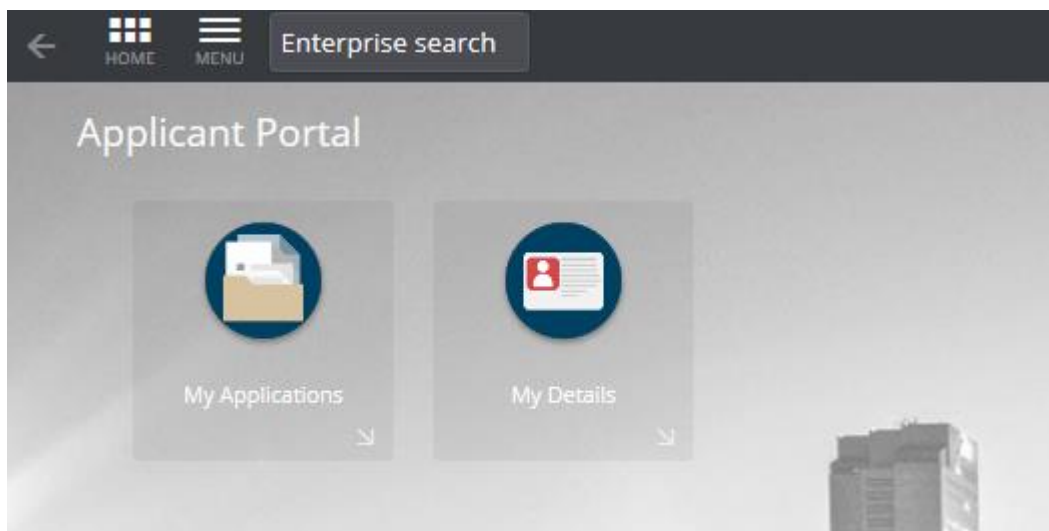 HOME
MENU
Enterprise search
Applicant Portal
My Applications
My Details